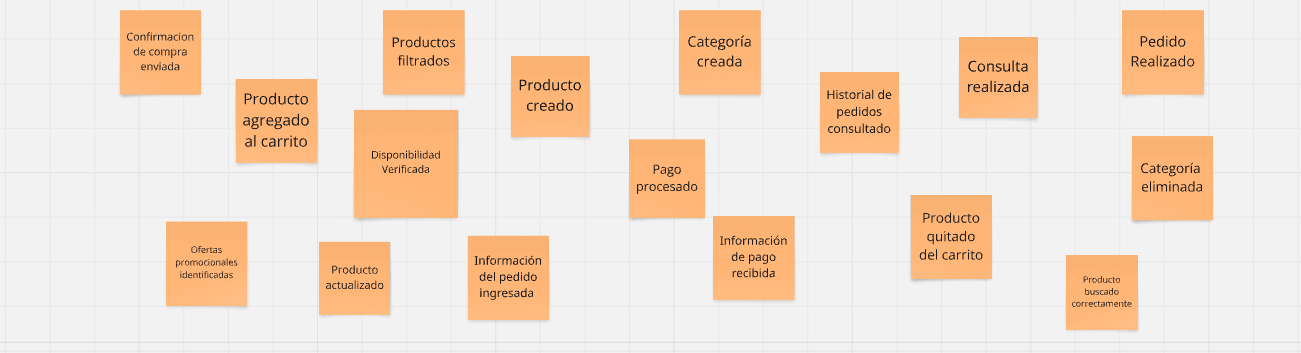 Confirmacion
de compra
enviada
Productos
filtrados
Categoría
creada
Pedido
Realizado
Consulta
realizada
Producto
creado
Historial de
pedidos
consultado
Producto
agregado
al carrito
Disponibilidad
Verificada
Pago
procesado
Categoría
eliminada
Producto
quitado
del carrito
Información
de pago
recibida
Ofertas
promocionales
identificadas
Información
del pedido
ingresada
Producto
actualizado
Producto
buscado
correctamente